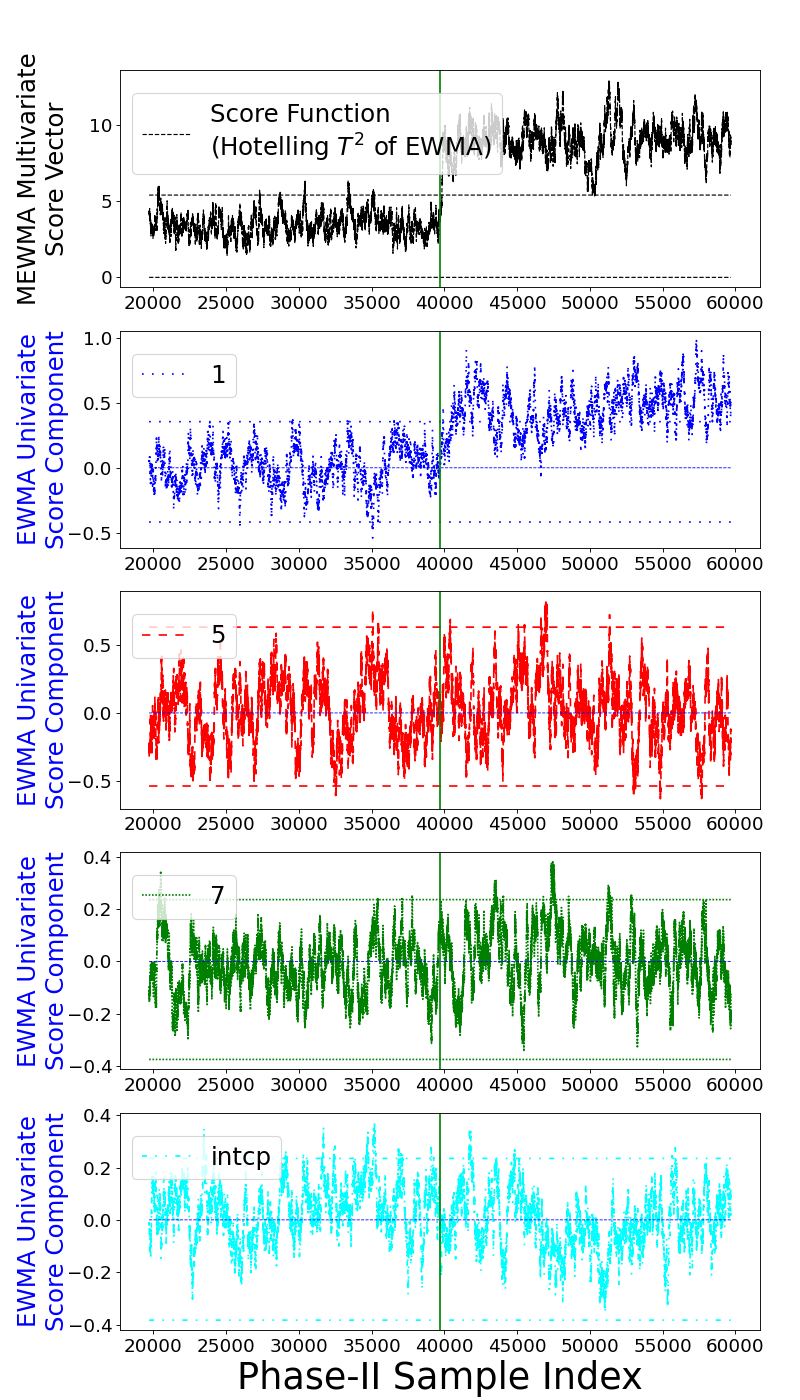 MEWMA Multivariate
Score Vector
Score Function
(Hotelling T² of EWMA)
10
5
0
20000 25000 30000 35000 40000 45000 50000 55000 60000
EWMA Univariate
Score Component
1
1.0
0.5
0.0
−0.5
20000 25000 30000 35000 40000 45000 50000 55000 60000
EWMA Univariate
Score Component
5
0.5
0.0
−0.5
20000 25000 30000 35000 40000 45000 50000 55000 60000
EWMA Univariate
Score Component
7
0.4
0.2
0.0
−0.2
−0.4
20000 25000 30000 35000 40000 45000 50000 55000 60000
EWMA Univariate
Score Component
intcp
0.4
0.2
0.0
−0.2
−0.4
20000 25000 30000 35000 40000 45000 50000 55000 60000
Phase-II Sample Index